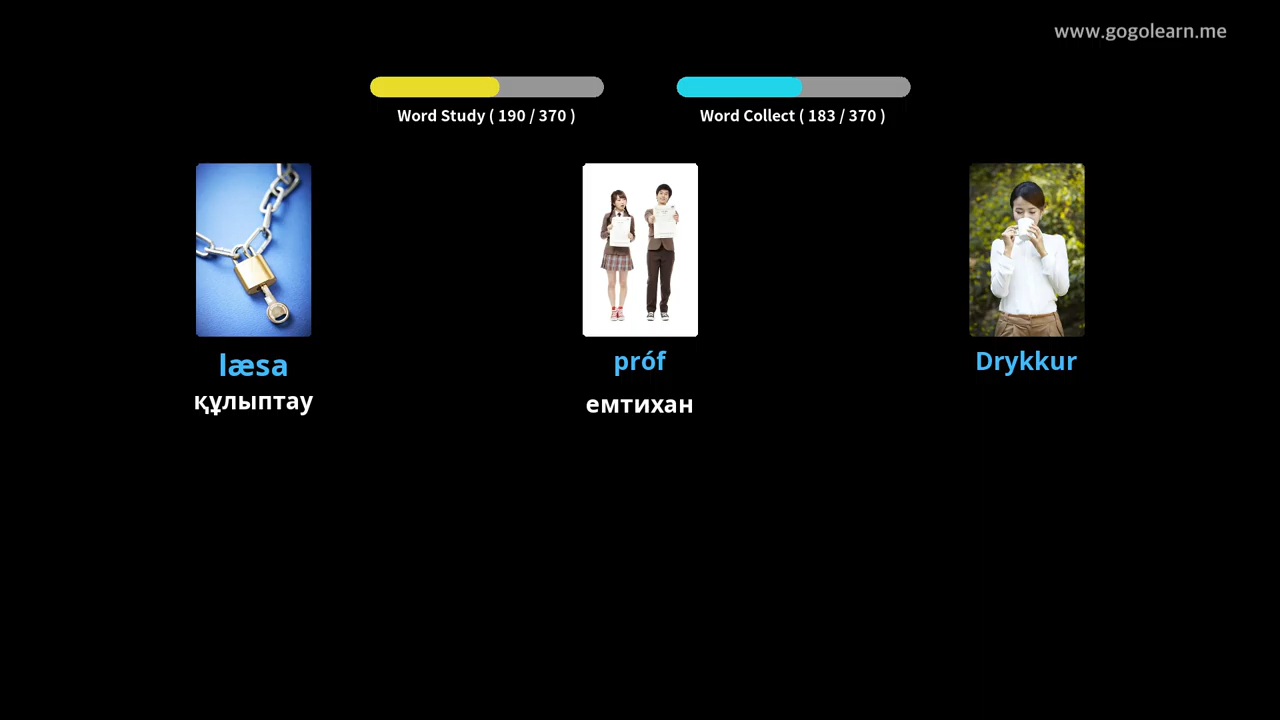 www.gogolearn.me
Word Study ( 190 / 370 )
Word Collect ( 183 / 370 )
læsa
құлыптау
próf
емтихан
Drykkur